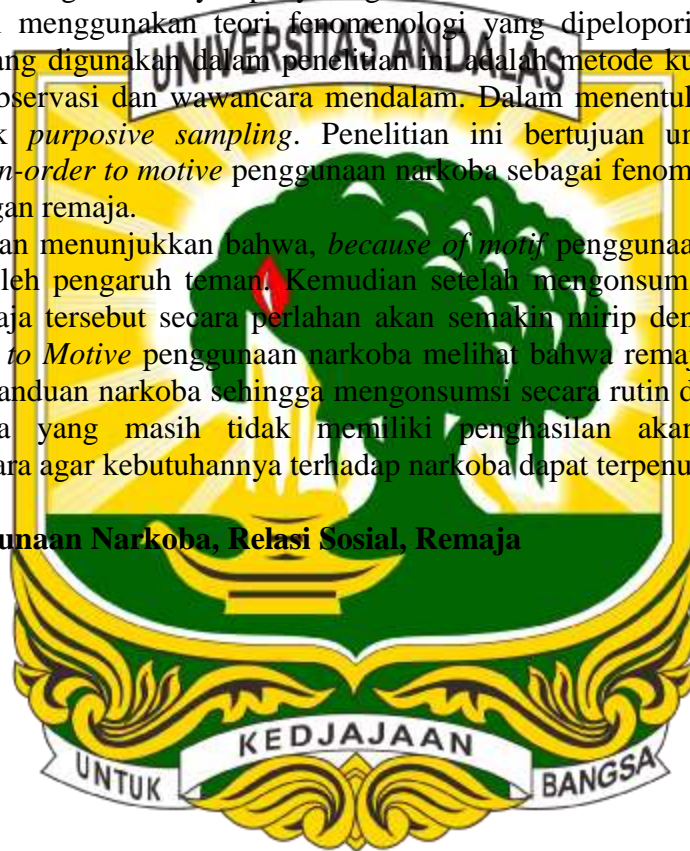 menggunakan teori fenomenologi yang dipelopori
ang digunakan dalam penelitian ini adalah metode ku
bservasi dan wawancara mendalam. Dalam menentuk
k purposive sampling. Penelitian ini bertujuan un
n-order to motive penggunaan narkoba sebagai fenom
gan remaja.
an menunjukkan bahwa, because of motif penggunaa
leh pengaruh teman. Kemudian setelah mengonsum
aja tersebut secara perlahan akan semakin mirip den
to Motive penggunaan narkoba melihat bahwa remaj
anduan narkoba sehingga mengonsumsi secara rutin d
a yang masih tidak memiliki penghasilan akan
ara agar kebutuhannya terhadap narkoba dapat terpenu
unaan Narkoba, Relasi Sosial, Remaja
UNIVERSITAS ANDALAS
UNTUK KEDJAJAAN BANGSA